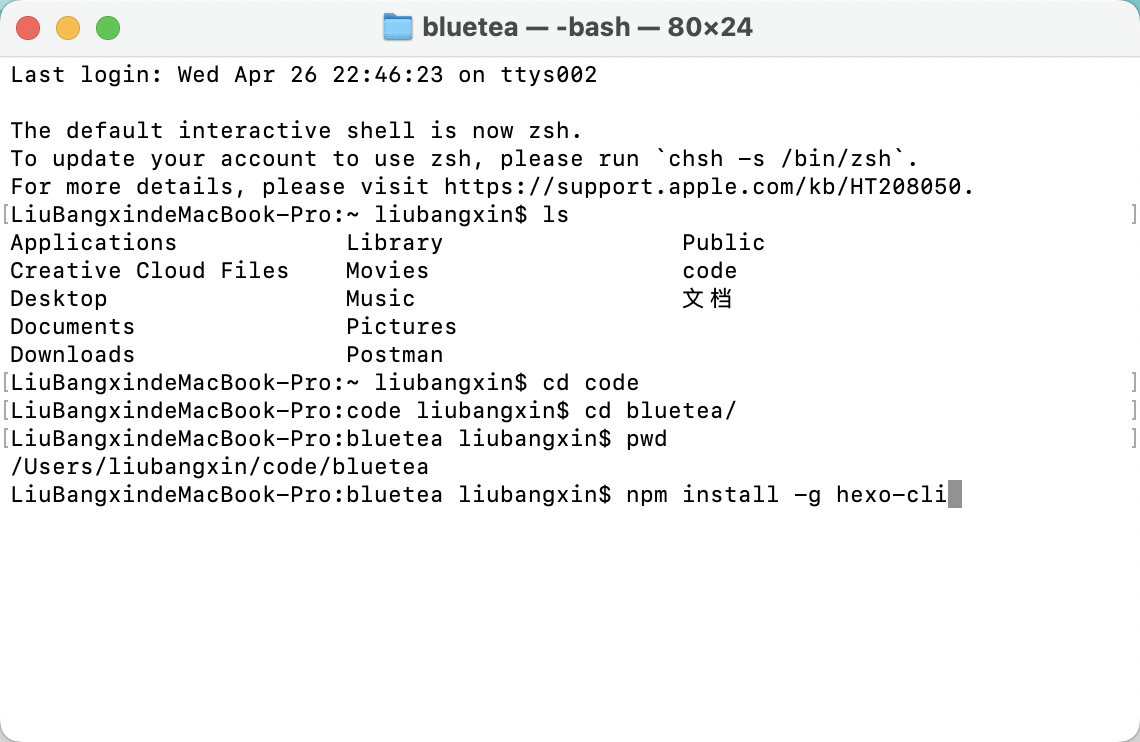 bluetea — -bash — 80×24
Last login: Wed Apr 26 22:46:23 on ttys002
The default interactive shell is now zsh.
To update your account to use zsh, please run `chsh -s /bin/zsh`.
For more details, please visit https://support.apple.com/kb/HT208050.
[LiuBangxindeMacBook-Pro:~ liubangxin$ ls ]
Applications Library Public
Creative Cloud Files Movies code
Desktop Music 文档
Documents Pictures
Downloads Postman
[LiuBangxindeMacBook-Pro:~ liubangxin$ cd code ]
[LiuBangxindeMacBook-Pro:code liubangxin$ cd bluetea/ ]
[LiuBangxindeMacBook-Pro:bluetea liubangxin$ pwd ]
/Users/liubangxin/code/bluetea
LiuBangxindeMacBook-Pro:bluetea liubangxin$ npm install -g hexo-cli